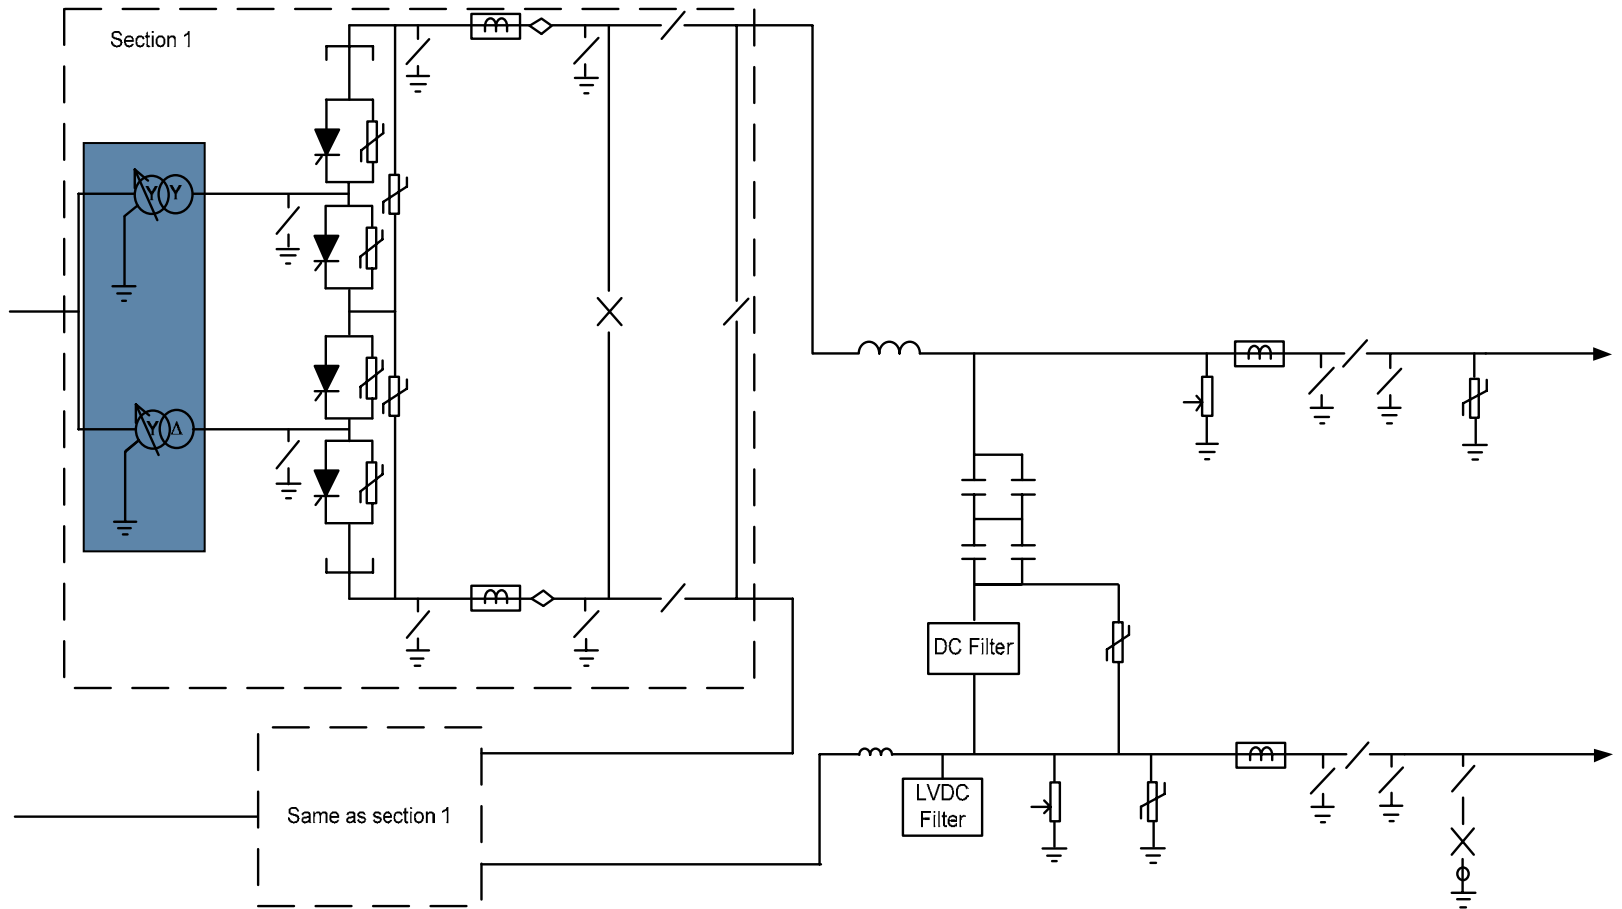 Section 1
Y Y
Y Δ
DC Filter
LVDC
Filter
Same as section 1